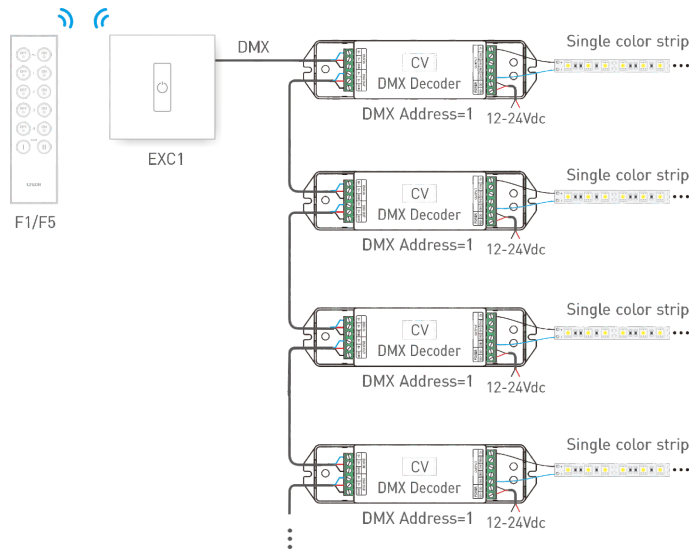 DMX
CV
DMX Decoder
DMX Address=1
12-24Vdc
Single color strip
EXC1
F1/F5
CV
DMX Decoder
DMX Address=1
12-24Vdc
Single color strip
CV
DMX Decoder
DMX Address=1
12-24Vdc
Single color strip
CV
DMX Decoder
DMX Address=1
12-24Vdc
Single color strip